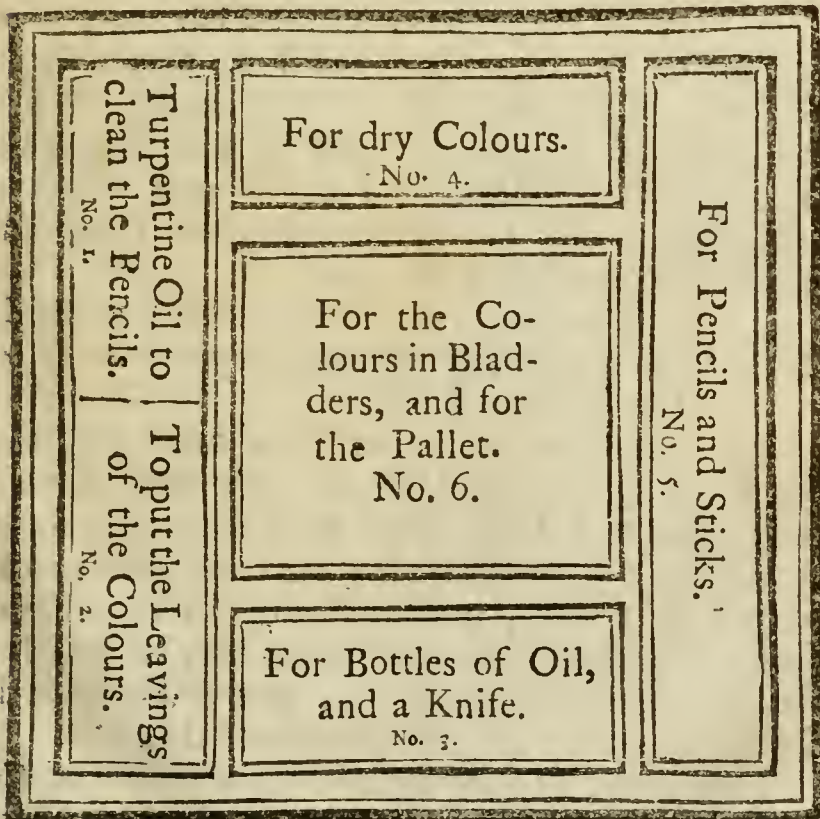 Turpentine Oil to
clean the Pencils.
No. 1.
To put the Leavings
of the Colours.
No. 2.
For dry Colours.
No. 4.
For the Co-
lours in Blad-
ders, and for
the Pallet.
No. 6.
For Bottles of Oil,
and a Knife.
No. 3.
For Pencils and Sticks.
No. 5.